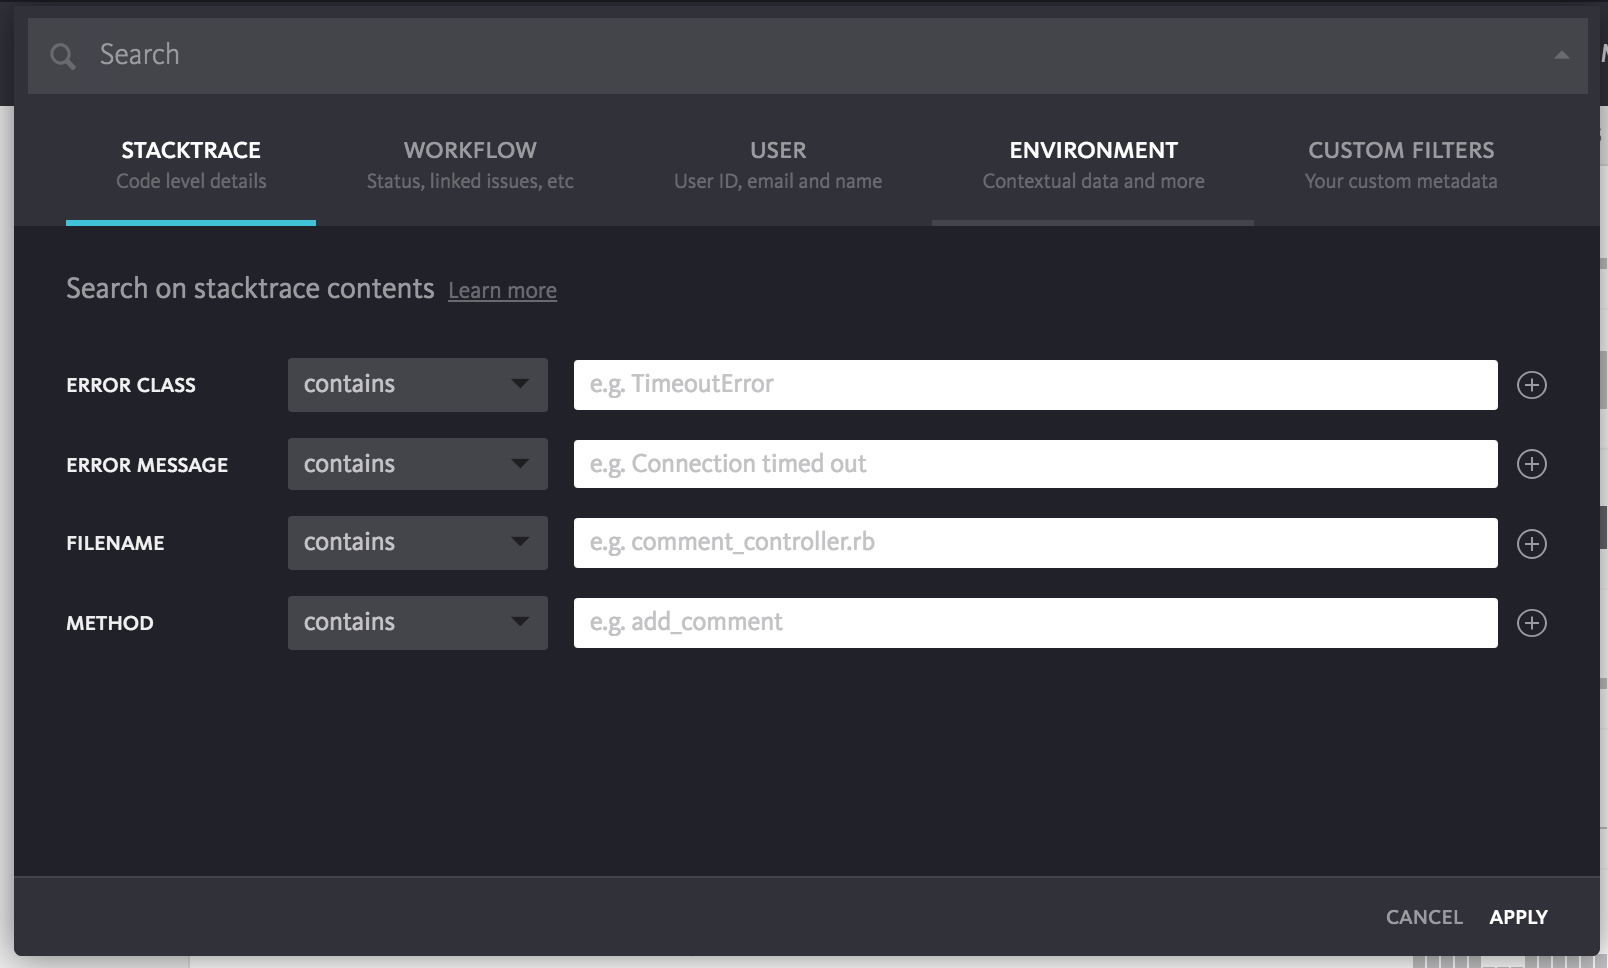 Search
STACKTRACE
Code level details
WORKFLOW
Status, linked issues, etc
USER
User ID, email and name
ENVIRONMENT
Contextual data and more
CUSTOM FILTERS
Your custom metadata
Search on stacktrace contents Learn more
ERROR CLASS contains e.g. TimeoutError
ERROR MESSAGE contains e.g. Connection timed out
FILENAME contains e.g. comment_controller.rb
METHOD contains e.g. add_comment
CANCEL APPLY